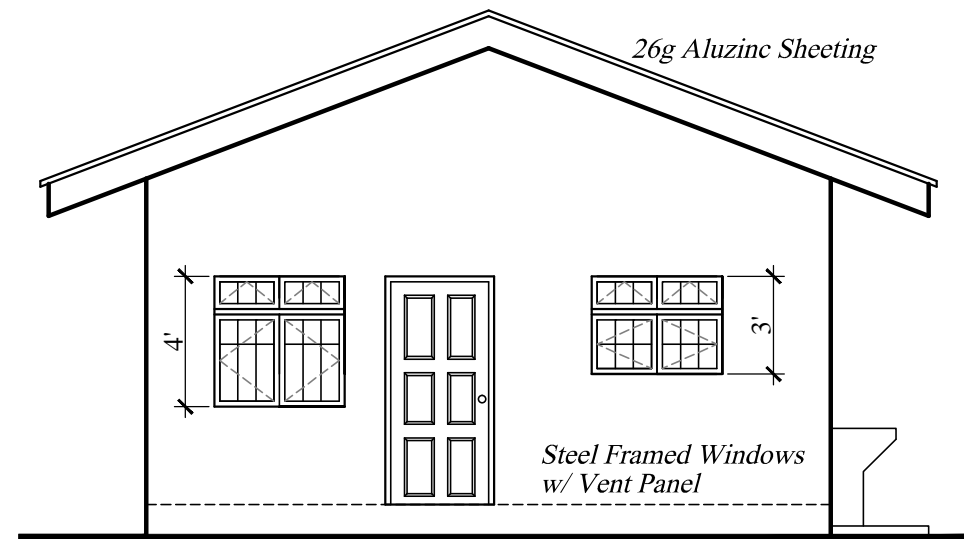 26g Aluzinc Sheeting
4'
3'
Steel Framed Windows
w/ Vent Panel